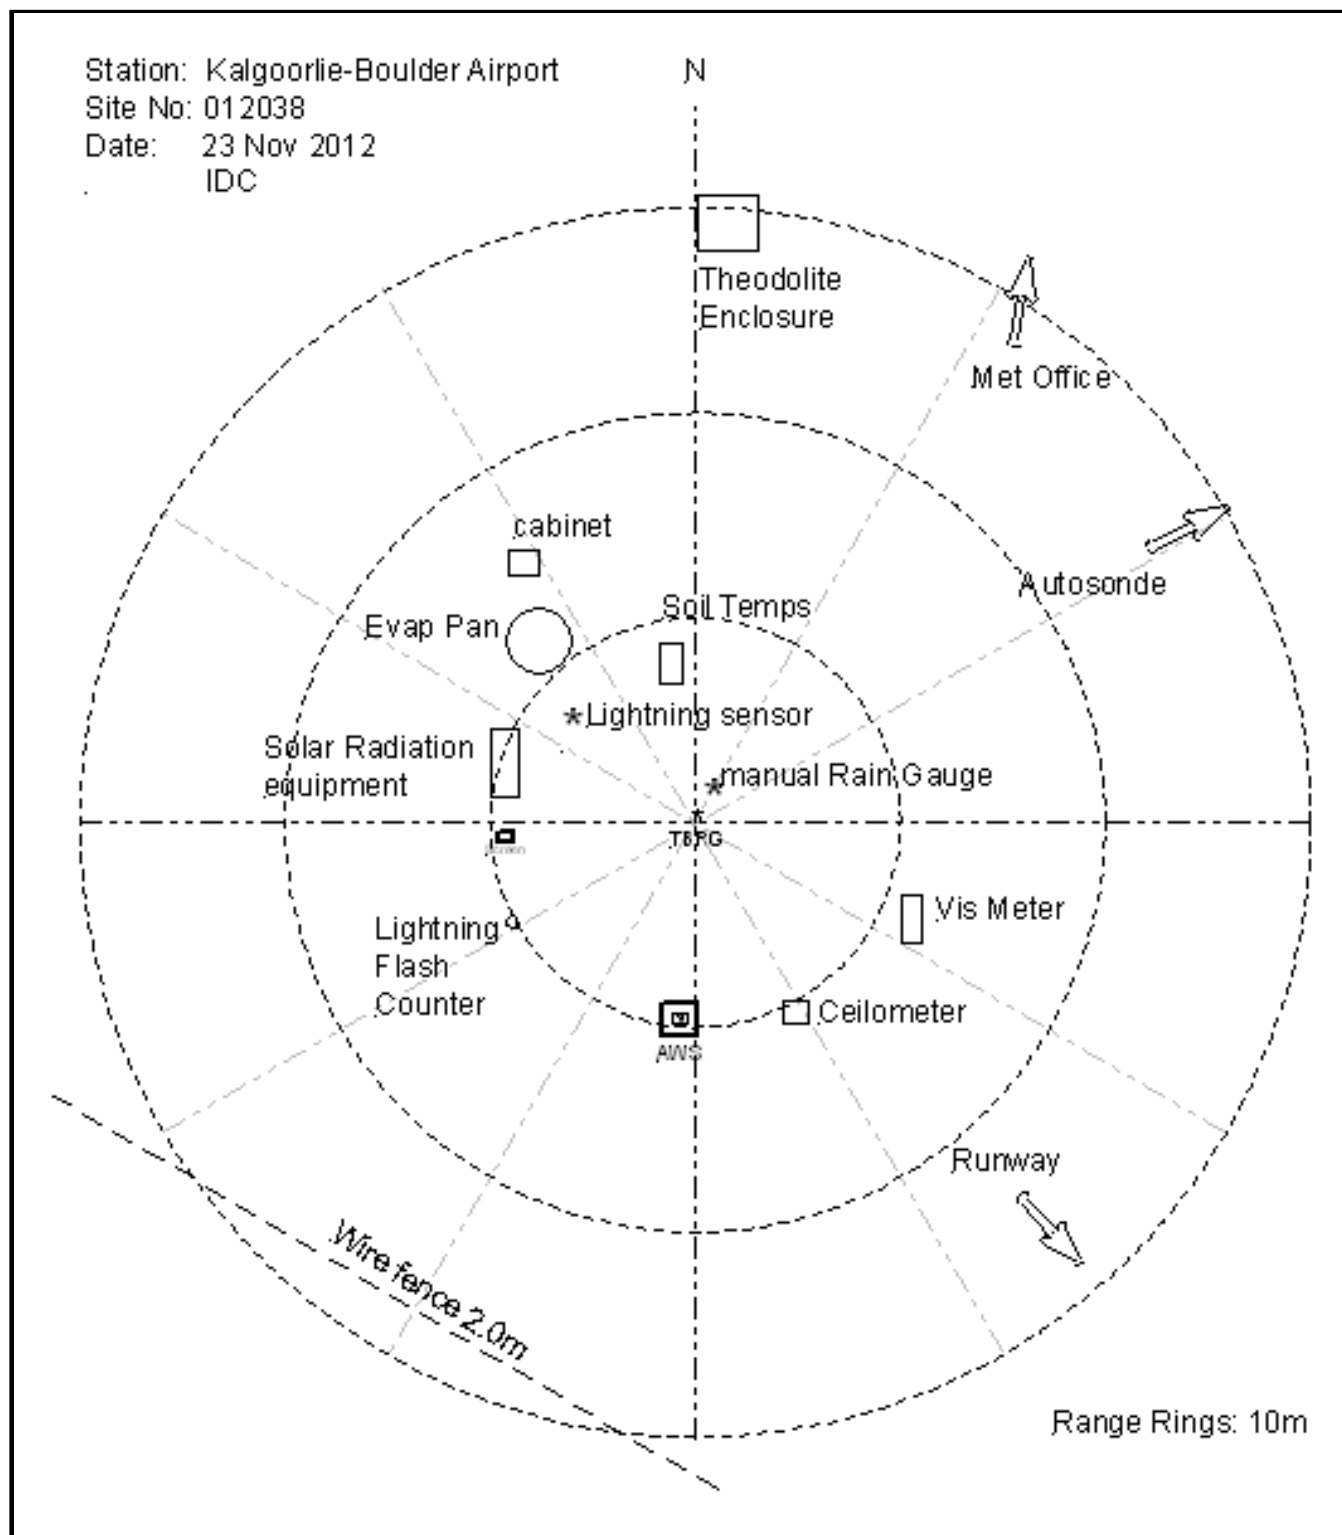 Station: Kalgoorlie-Boulder Airport
Site No: 012038
Date: 23 Nov 2012
IDC
N
Theodolite
Enclosure
Met Office
cabinet
Autosonde
Soil Temps
Evap Pan
Lightning sensor
Solar Radiation
equipment
manual Rain Gauge
TBRG
Screen
Vis Meter
Lightning
Flash
Counter
Ceilometer
AWS
Runway
Wire fence 2.0m
Range Rings: 10m